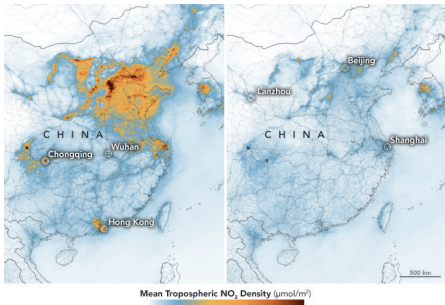 Beijing
Lanzhou
CHINA
Wuhan
Chongqing
Hong Kong
CHINA
Shanghai
500 km
Mean Tropospheric NO₂ Density (μmol/m²)